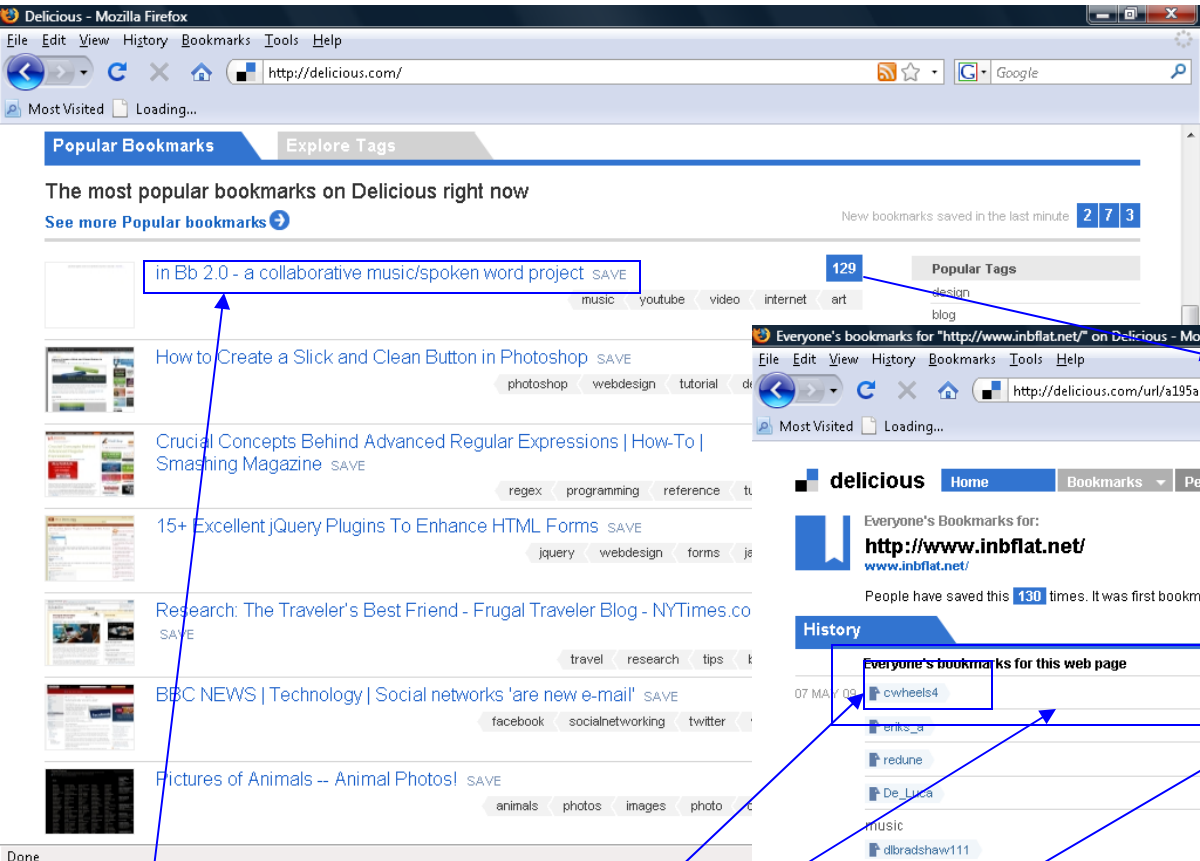 Delicious - Mozilla Firefox
File Edit View History Bookmarks Tools Help
http://delicious.com/
G Google
Most Visited Loading...
Popular Bookmarks Explore Tags
The most popular bookmarks on Delicious right now
See more Popular bookmarks
New bookmarks saved in the last minute 2 7 3
in Bb 2.0 - a collaborative music/spoken word project SAVE
129
music youtube video internet art
Popular Tags
design
blog
How to Create a Slick and Clean Button in Photoshop SAVE
photoshop webdesign tutorial
Crucial Concepts Behind Advanced Regular Expressions | How-To |
Smashing Magazine SAVE
regex programming reference
15+ Excellent jQuery Plugins To Enhance HTML Forms SAVE
jquery webdesign forms
Research: The Traveler's Best Friend - Frugal Traveler Blog - NYTimes.co
SAVE
travel research tips
BBC NEWS | Technology | Social networks 'are new e-mail' SAVE
facebook socialnetworking twitter
Pictures of Animals -- Animal Photos! SAVE
animals photos images photo
Done
Everyone's bookmarks for "http://www.inbflat.net/" on Delicious - Mo
File Edit View History Bookmarks Tools Help
http://delicious.com/url/a195a
Most Visited Loading...
delicious Home Bookmarks Pe
Everyone's Bookmarks for:
http://www.inbflat.net/
www.inbflat.net/
People have saved this 130 times. It was first bookm
History
Everyone's bookmarks for this web page
07 MAY 09 cwheels4
eriks_a
redune
De_Luca
music
dlbradshaw111